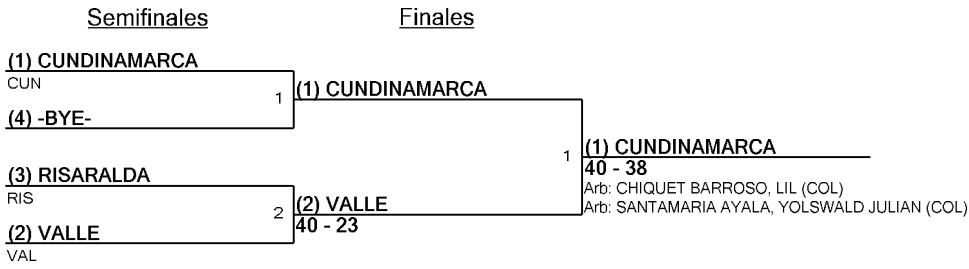 Semifinales
Finales
(1) CUNDINAMARCA
CUN
1
(4) -BYE-
(1) CUNDINAMARCA
(3) RISARALDA
RIS
2
(2) VALLE
VAL
(2) VALLE
40 - 23
1
(1) CUNDINAMARCA
40 - 38
Arb: CHIQUET BARROSO, LIL (COL)
Arb: SANTAMARIA AYALA, YOLSWALD JULIAN (COL)